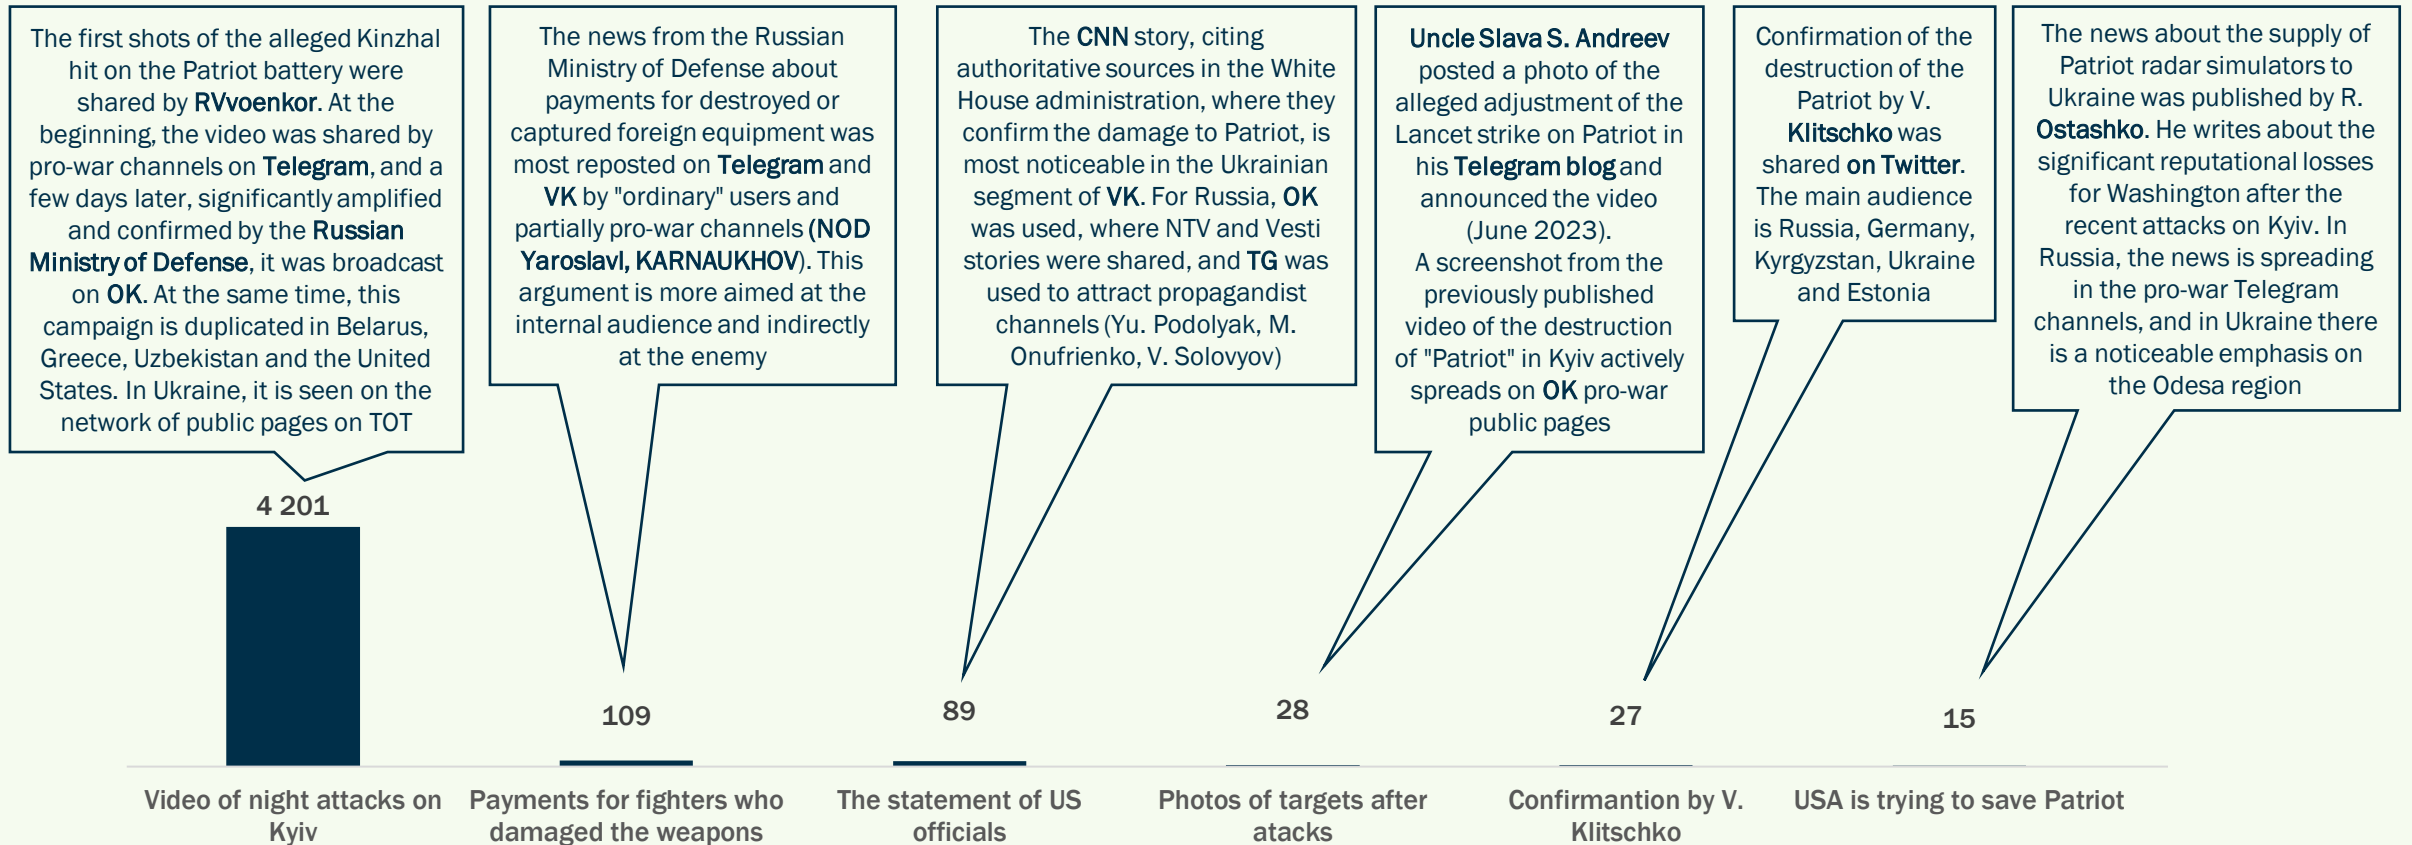 The first shots of the alleged Kinzhal
hit on the Patriot battery were
shared by RVvoenkor. At the
beginning, the video was shared by
pro-war channels on Telegram, and a
few days later, significantly amplified
and confirmed by the Russian
Ministry of Defense, it was broadcast
on OK. At the same time, this
campaign is duplicated in Belarus,
Greece, Uzbekistan and the United
States. In Ukraine, it is seen on the
network of public pages on TOT
The news from the Russian
Ministry of Defense about
payments for destroyed or
captured foreign equipment was
most reposted on Telegram and
VK by "ordinary" users and
partially pro-war channels (NOD
Yaroslavl, KARNAUKHOV). This
argument is more aimed at the
internal audience and indirectly
at the enemy
The CNN story, citing
authoritative sources in the White
House administration, where they
confirm the damage to Patriot, is
most noticeable in the Ukrainian
segment of VK. For Russia, OK
was used, where NTV and Vesti
stories were shared, and TG was
used to attract propagandist
channels (Yu. Podolyak, M.
Onufrienko, V. Solovyov)
Uncle Slava S. Andreev
posted a photo of the
alleged adjustment of the
Lancet strike on Patriot in
his Telegram blog and
announced the video
(June 2023).
A screenshot from the
previously published
video of the destruction
of "Patriot" in Kyiv actively
spreads on OK pro-war
public pages
Confirmation of the
destruction of the
Patriot by V.
Klitschko was
shared on Twitter.
The main audience
is Russia, Germany,
Kyrgyzstan, Ukraine
and Estonia
The news about the supply of
Patriot radar simulators to
Ukraine was published by R.
Ostashko. He writes about the
significant reputational losses
for Washington after the
recent attacks on Kyiv. In
Russia, the news is spreading
in the pro-war Telegram
channels, and in Ukraine there
is a noticeable emphasis on
the Odesa region
4 201
109
89
28
27
15
Video of night attacks on
Kyiv
Payments for fighters who
damaged the weapons
The statement of US
officials
Photos of targets after
atacks
Confirmantion by V.
Klitschko
USA is trying to save Patriot